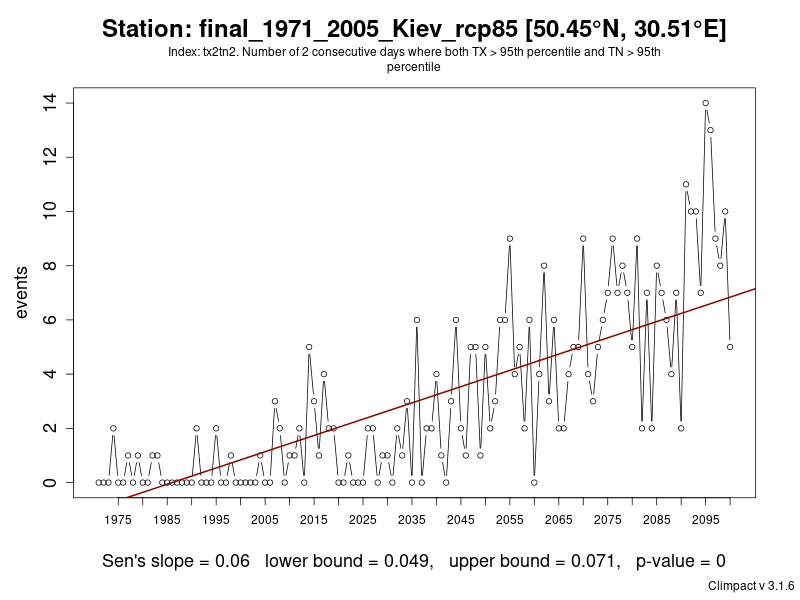 Station: final_1971_2005_Kiev_rcp85 [50.45°N, 30.51°E]
Index: tx2tn2. Number of 2 consecutive days where both TX > 95th percentile and TN > 95th
percentile
14
12
10
8
6
4
2
0
events
1975 1985 1995 2005 2015 2025 2035 2045 2055 2065 2075 2085 2095
Sen's slope = 0.06 lower bound = 0.049, upper bound = 0.071, p-value = 0
Climpact v 3.1.6